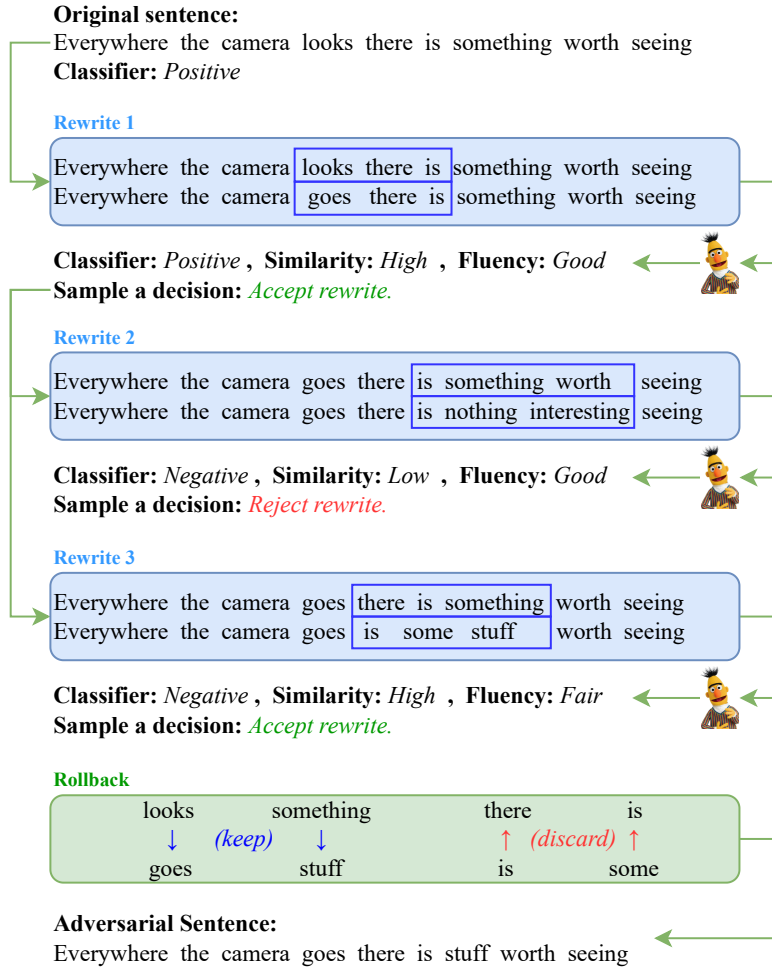 Original sentence:
Everywhere the camera looks there is something worth seeing
Classifier: Positive
Rewrite 1
Everywhere the camera looks there is something worth seeing
Everywhere the camera goes there is something worth seeing
Classifier: Positive , Similarity: High , Fluency: Good
Sample a decision: Accept rewrite.
Rewrite 2
Everywhere the camera goes there is something worth seeing
Everywhere the camera goes there is nothing interesting seeing
Classifier: Negative , Similarity: Low , Fluency: Good
Sample a decision: Reject rewrite.
Rewrite 3
Everywhere the camera goes there is something worth seeing
Everywhere the camera goes is some stuff worth seeing
Classifier: Negative , Similarity: High , Fluency: Fair
Sample a decision: Accept rewrite.
Rollback
looks something there is
↓ (keep) ↓ ↑ (discard) ↑
goes stuff is some
Adversarial Sentence:
Everywhere the camera goes there is stuff worth seeing